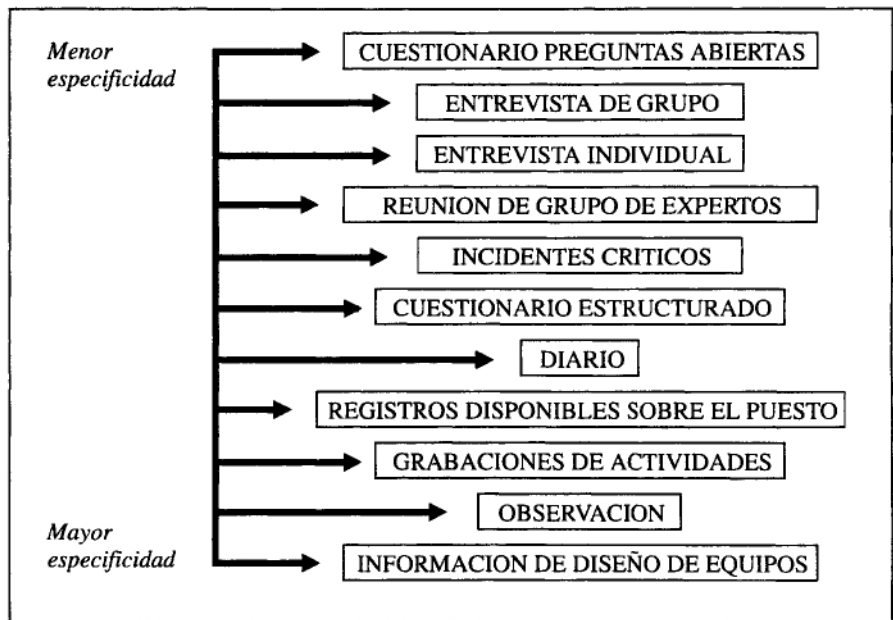 Menor
especificidad
CUESTIONARIO PREGUNTAS ABIERTAS
ENTREVISTA DE GRUPO
ENTREVISTA INDIVIDUAL
REUNION DE GRUPO DE EXPERTOS
INCIDENTES CRITICOS
CUESTIONARIO ESTRUCTURADO
DIARIO
REGISTROS DISPONIBLES SOBRE EL PUESTO
GRABACIONES DE ACTIVIDADES
OBSERVACION
Mayor
especificidad
INFORMACION DE DISEÑO DE EQUIPOS